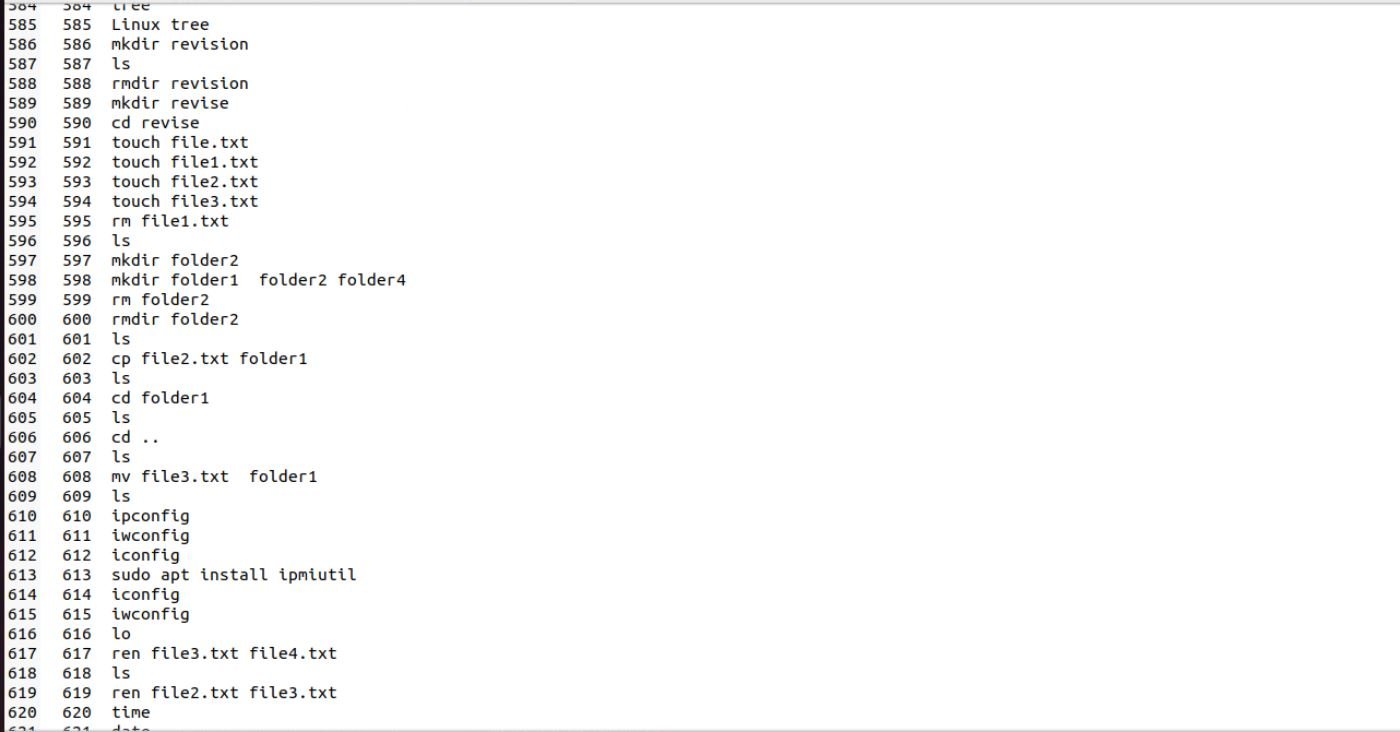 584 584 tree
585 585 Linux tree
586 586 mkdir revision
587 587 ls
588 588 rmdir revision
589 589 mkdir revise
590 590 cd revise
591 591 touch file.txt
592 592 touch file1.txt
593 593 touch file2.txt
594 594 touch file3.txt
595 595 rm file1.txt
596 596 ls
597 597 mkdir folder2
598 598 mkdir folder1  folder2 folder4
599 599 rm folder2
600 600 rmdir folder2
601 601 ls
602 602 cp file2.txt folder1
603 603 ls
604 604 cd folder1
605 605 ls
606 606 cd ..
607 607 ls
608 608 mv file3.txt  folder1
609 609 ls
610 610 ipconfig
611 611 iwconfig
612 612 iconfig
613 613 sudo apt install ipmiutil
614 614 iconfig
615 615 iwconfig
616 616 lo
617 617 ren file3.txt file4.txt
618 618 ls
619 619 ren file2.txt file3.txt
620 620 time
621 621 date